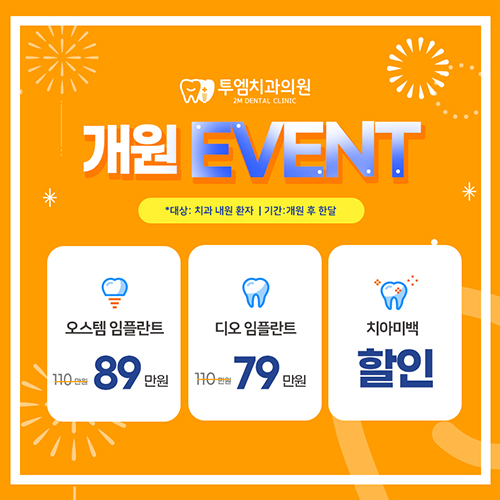 투엠치과의원
2M DENTAL CLINIC
개원 EVENT
*대상: 치과 내원 환자 | 기간:개원 후 한달
오스템 임플란트
110 만원 89 만원
디오 임플란트
110 만원 79 만원
치아미백
할인